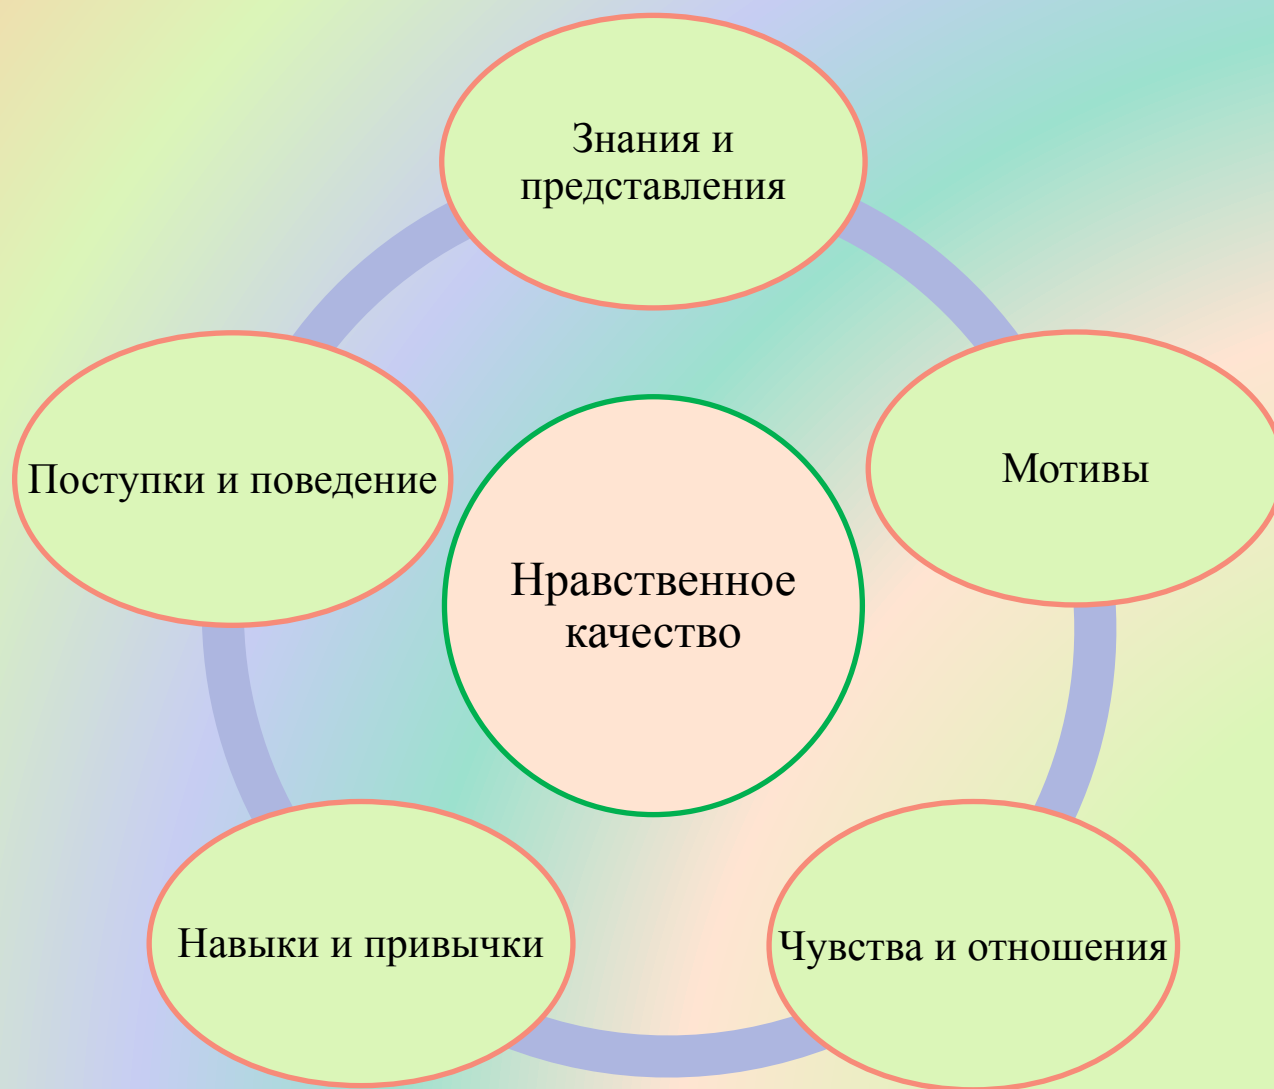 Знания и
представления
Мотивы
Поступки и поведение
Нравственное
качество
Навыки и привычки
Чувства и отношения